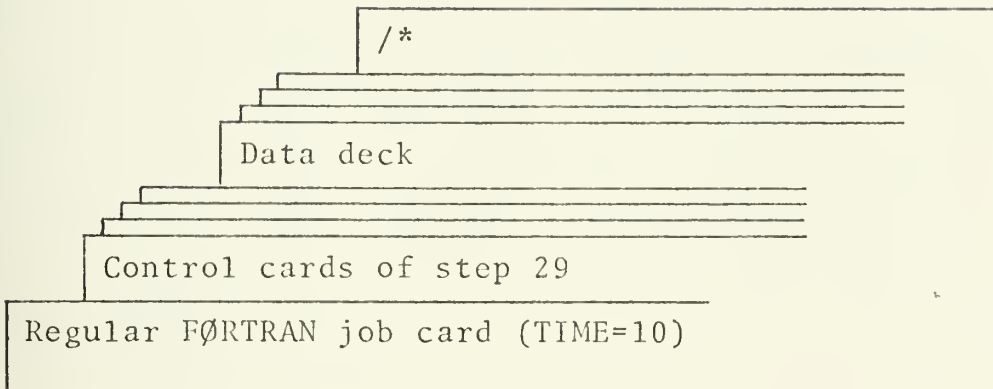 /*
Data deck
Control cards of step 29
Regular FØRTRAN job card (TIME=10)